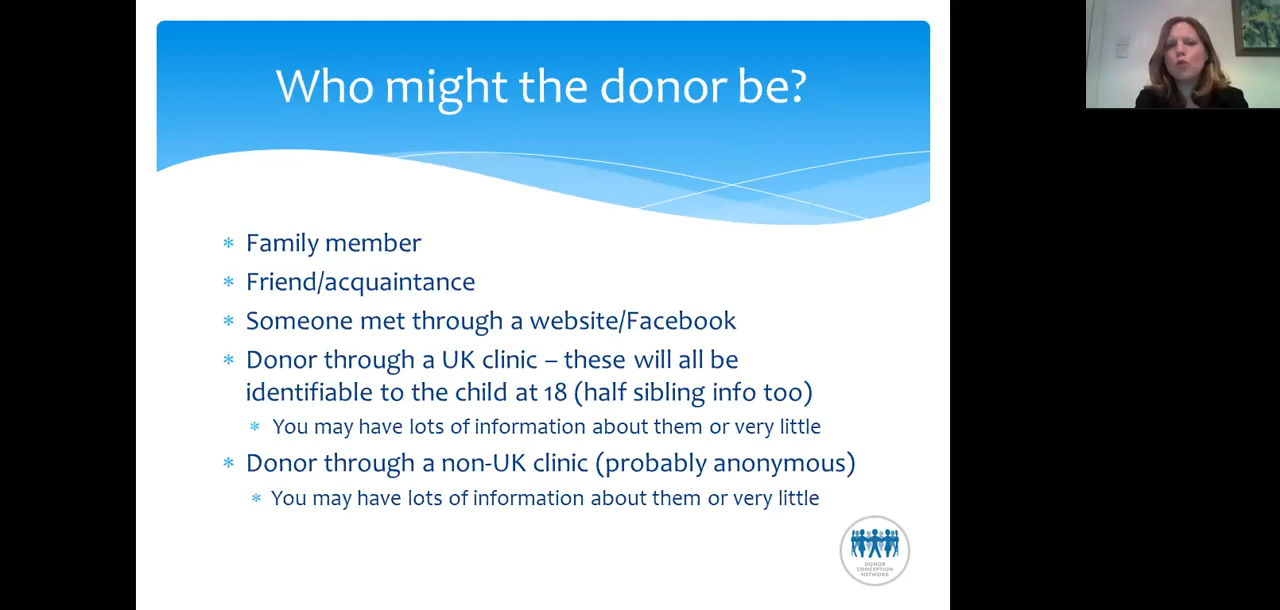 Who might the donor be?
* Family member
* Friend/acquaintance
* Someone met through a website/Facebook
* Donor through a UK clinic – these will all be
identifiable to the child at 18 (half sibling info too)
* You may have lots of information about them or very little
* Donor through a non-UK clinic (probably anonymous)
* You may have lots of information about them or very little
DONOR
CONCEPTION
NETWORK